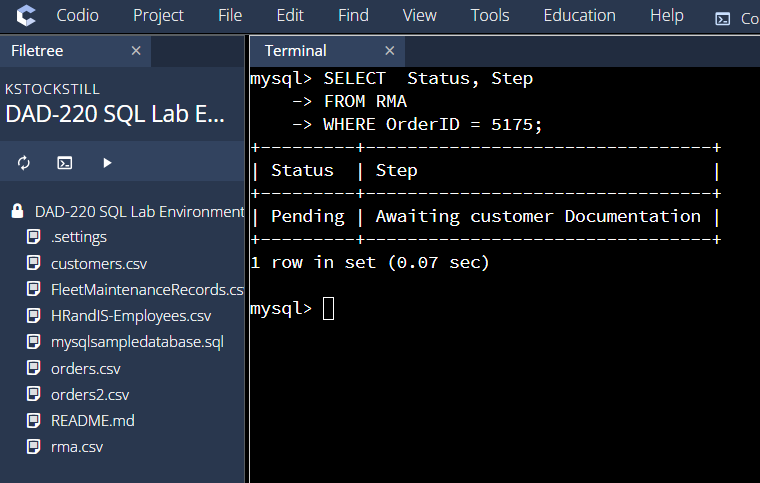 Codio Project File Edit Find View Tools Education Help Co
Filetree ×
Terminal ×
KSTOCKSTILL
DAD-220 SQL Lab E...
DAD-220 SQL Lab Environment
.settings
customers.csv
FleetMaintenanceRecords.cs
HRandIS-Employees.csv
mysqlsampledatabase.sql
orders.csv
orders2.csv
README.md
rma.csv
mysql> SELECT  Status, Step
    -> FROM RMA
    -> WHERE OrderID = 5175;
+---------+---------------------------------+
| Status  | Step                            |
+---------+---------------------------------+
| Pending | Awaiting customer Documentation |
+---------+---------------------------------+
1 row in set (0.07 sec)
mysql>